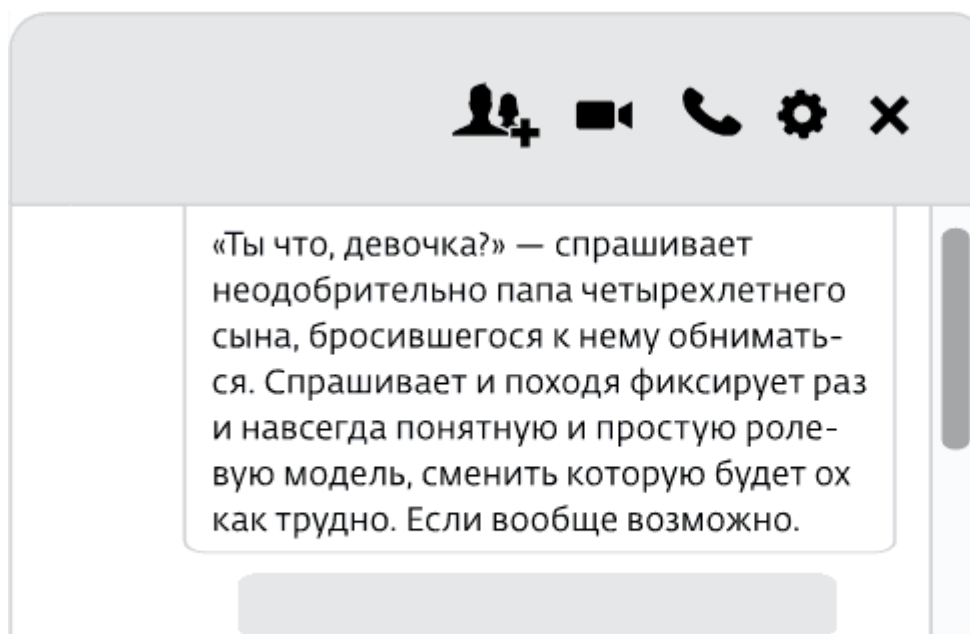 «Ты что, девочка?» — спрашивает
неодобрительно папа четырехлетнего
сына, бросившегося к нему обнимать-
ся. Спрашивает и походя фиксирует раз
и навсегда понятную и простую роле-
вую модель, сменить которую будет ох
как трудно. Если вообще возможно.